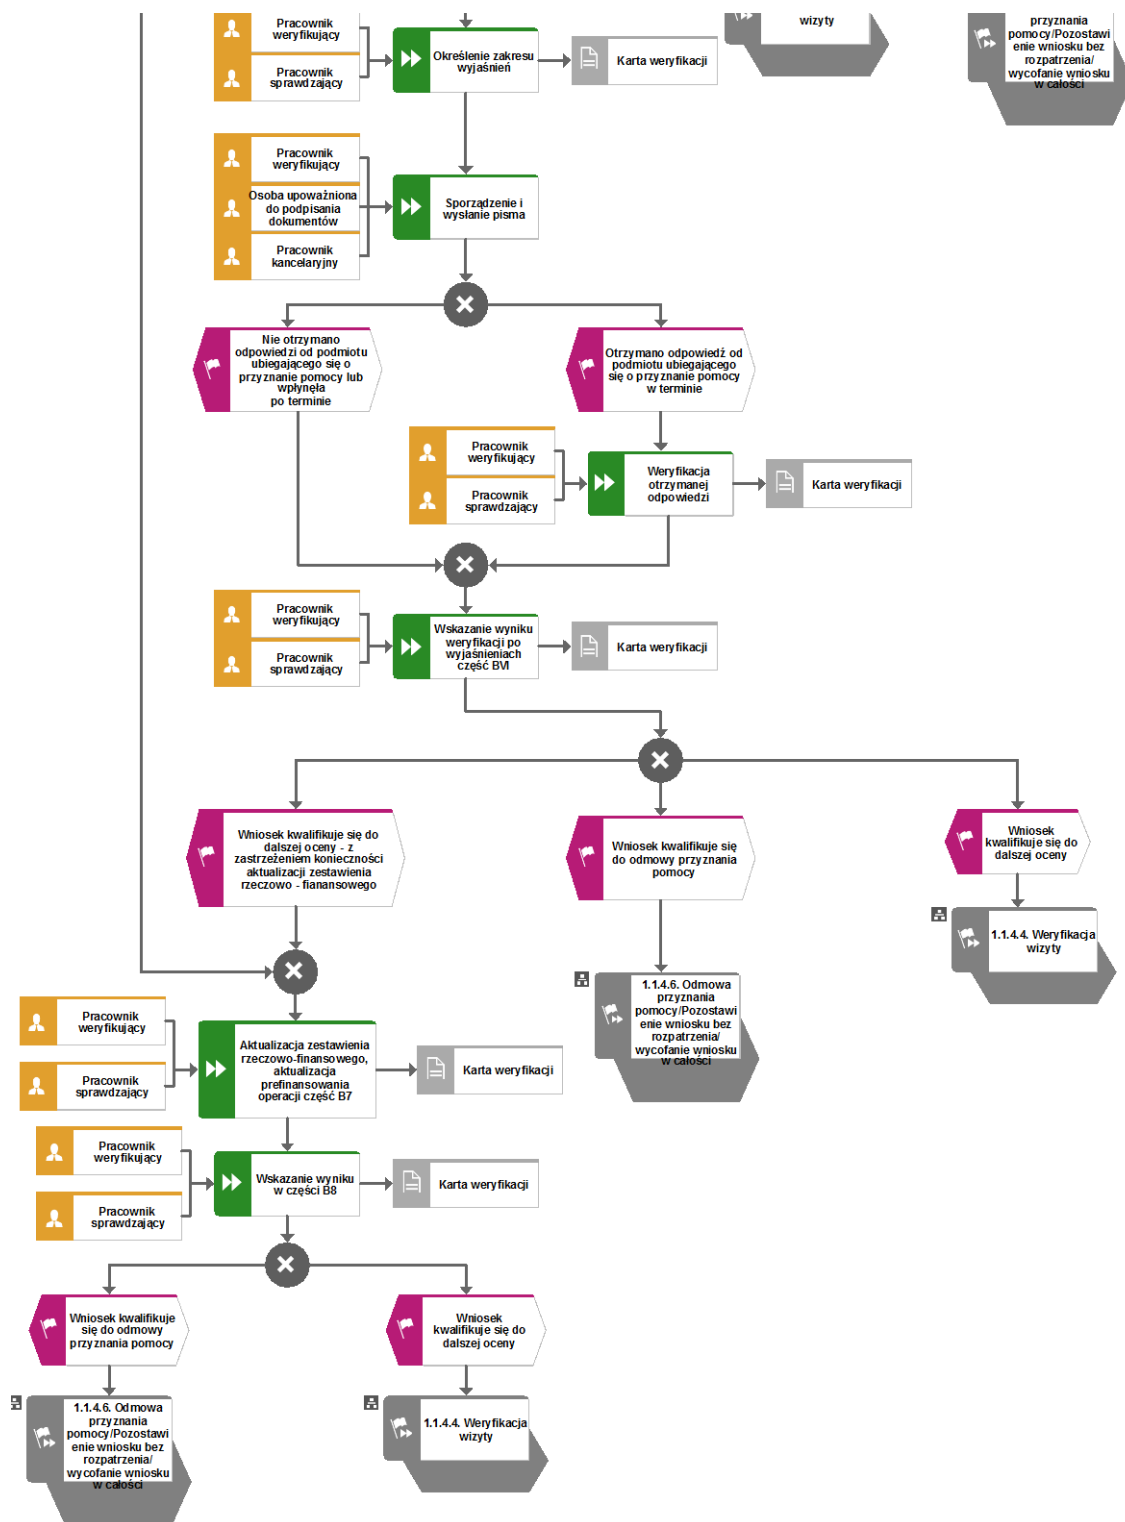 Pracownik
weryfikujący
Pracownik
sprawdzający
Określenie zakresu
wyjaśnień
Karta weryfikacji
wizyty
przyznania
pomocy/Pozostawi
enie wniosku bez
rozpatrzenia/
wycofanie wniosku
w całości
Pracownik
weryfikujący
Osoba upoważniona
do podpisania
dokumentów
Pracownik
kancelaryjny
Sporządzenie i
wysłanie pisma
Nie otrzymano
odpowiedzi od podmiotu
ubiegającego się o
przyznanie pomocy lub
wpłynęła
po terminie
Otrzymano odpowiedź od
podmiotu ubiegającego
się o przyznanie pomocy
w terminie
Pracownik
weryfikujący
Pracownik
sprawdzający
Weryfikacja
otrzymanej
odpowiedzi
Karta weryfikacji
Pracownik
weryfikujący
Pracownik
sprawdzający
Wskazanie wyniku
weryfikacji po
wyjaśnieniach
część BVI
Karta weryfikacji
Wniosek kwalifikuje się do
dalszej oceny - z
zastrzeżeniem konieczności
aktualizacji zestawienia
rzeczowo - fianansowego
Wniosek kwalifikuje się
do odmowy przyznania
pomocy
Wniosek
kwalifikuje się do
dalszej oceny
1.1.4.4. Weryfikacja
wizyty
1.1.4.6. Odmowa
przyznania
pomocy/Pozostawi
enie wniosku bez
rozpatrzenia/
wycofanie wniosku
w całości
Pracownik
weryfikujący
Pracownik
sprawdzający
Aktualizacja zestawienia
rzeczowo-finansowego,
aktualizacja
prefinansowania
operacji część B7
Karta weryfikacji
Pracownik
weryfikujący
Pracownik
sprawdzający
Wskazanie wyniku
w części B8
Karta weryfikacji
Wniosek kwalifikuje
się do odmowy
przyznania pomocy
Wniosek
kwalifikuje się do
dalszej oceny
1.1.4.6. Odmowa
przyznania
pomocy/Pozostawi
enie wniosku bez
rozpatrzenia/
wycofanie wniosku
w całości
1.1.4.4. Weryfikacja
wizyty